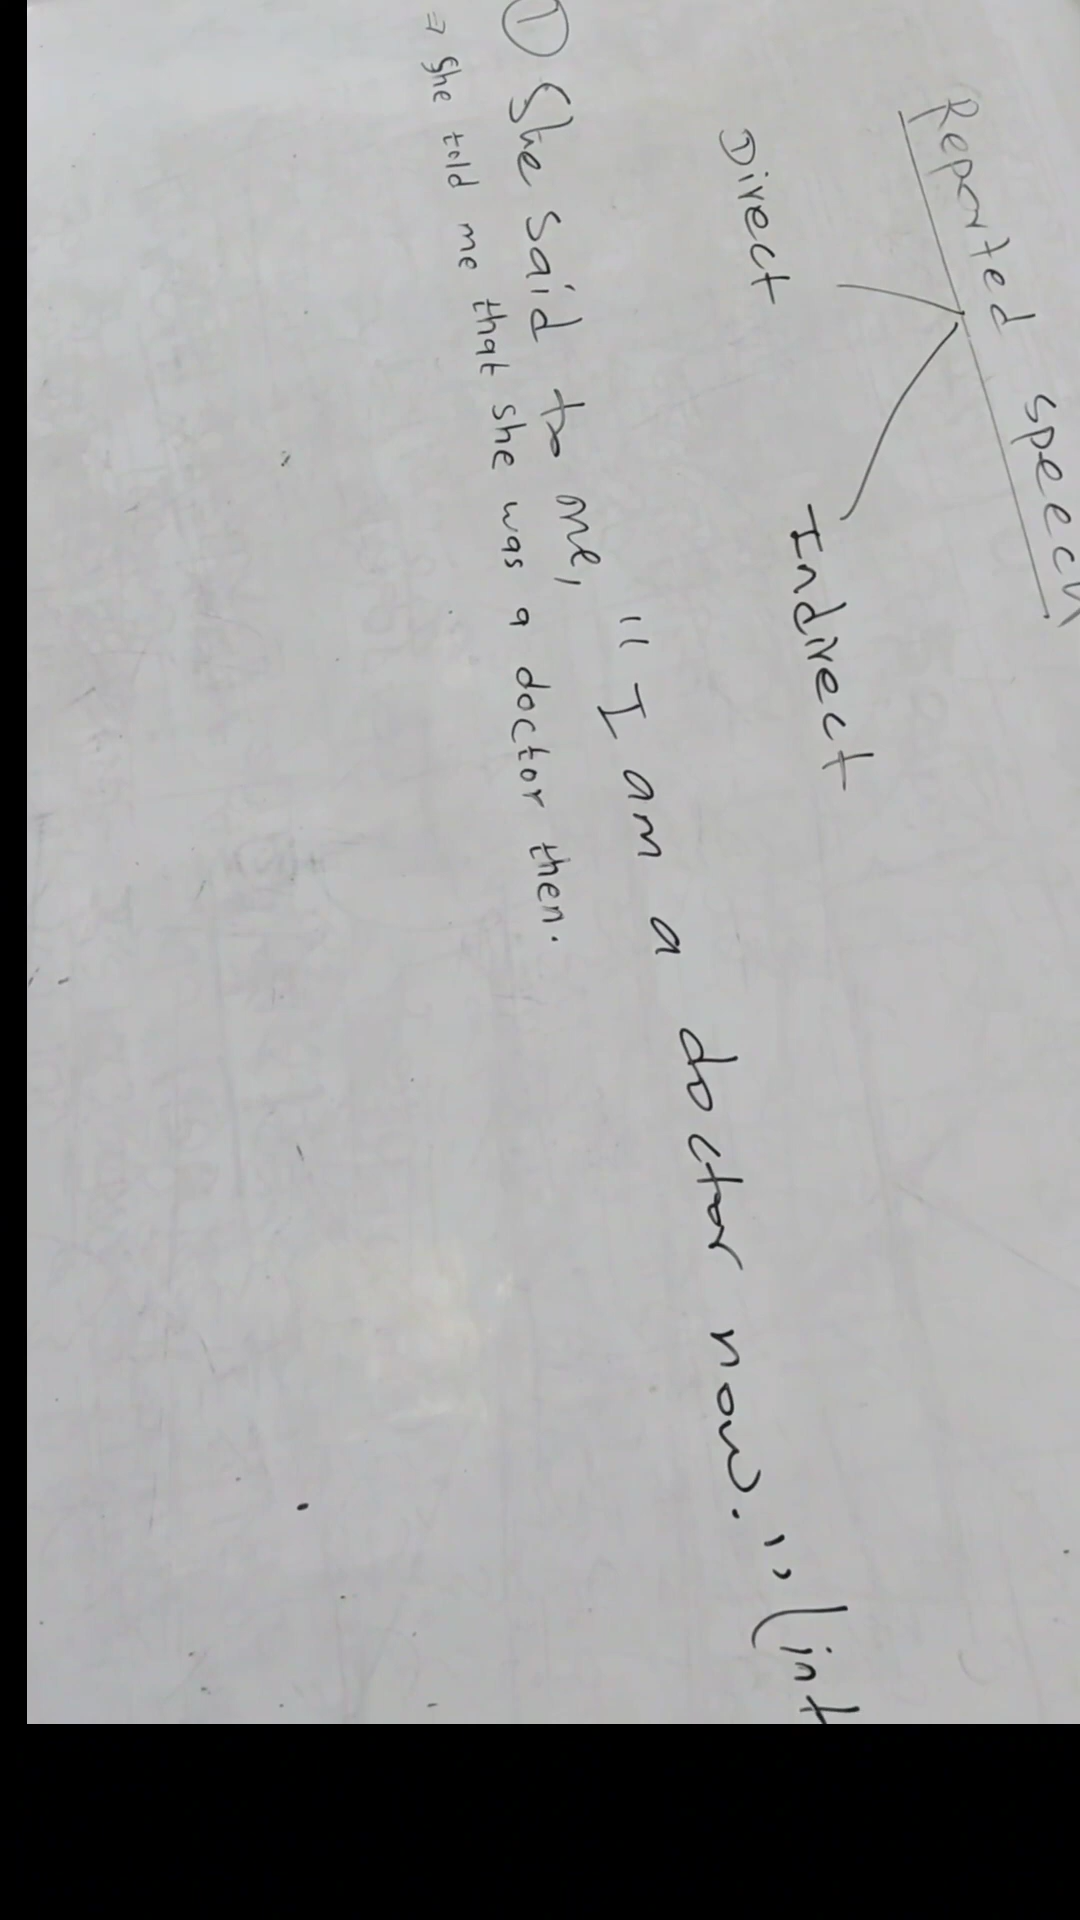 Reported speech
Direct Indirect
① She said to me, "I am a doctor now." (int
⇒ She told me that she was a doctor then.